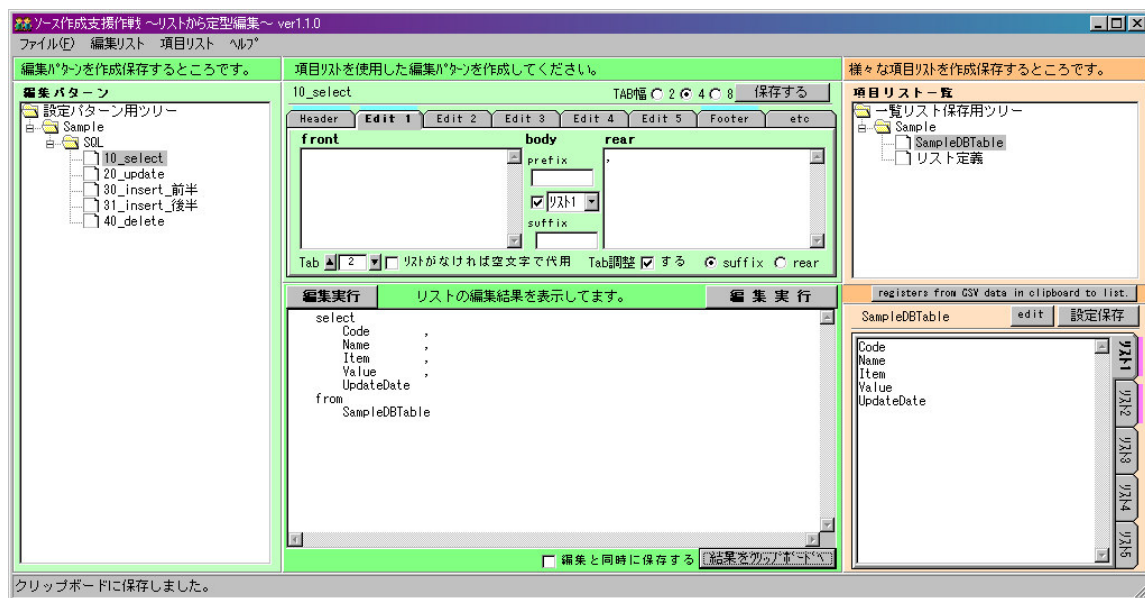 ソース作成支援作戦 ～リストから定型編集～ ver1.1.0
ファイル(F) 編集リスト 項目リスト ヘルプ
編集パターンを作成保存するところです。
編集パターン
設定パターン用ツリー
Sample
SQL
10_select
20_update
30_insert_前半
31_insert_後半
40_delete
項目リストを使用した編集パターンを作成してください。
10_select TAB幅 2 4 8 保存する
Header Edit 1 Edit 2 Edit 3 Edit 4 Edit 5 Footer etc
front body rear
prefix
,
リスト1
suffix
Tab 2 リストがなければ空文字で代用 Tab調整 する suffix rear
編集実行 リストの編集結果を表示してます。 編集実行
select
Code ,
Name ,
Item ,
Value ,
UpdateDate
from
SampleDBTable
編集と同時に保存する 結果をクリップボードへ
様々な項目リストを作成保存するところです。
項目リスト一覧
一覧リスト保存用ツリー
Sample
SampleDBTable
リスト定義
registers from CSV data in clipboard to list.
SampleDBTable edit 設定保存
Code
Name
Item
Value
UpdateDate
リスト1
リスト2
リスト3
リスト4
リスト5
クリップボードに保存しました。